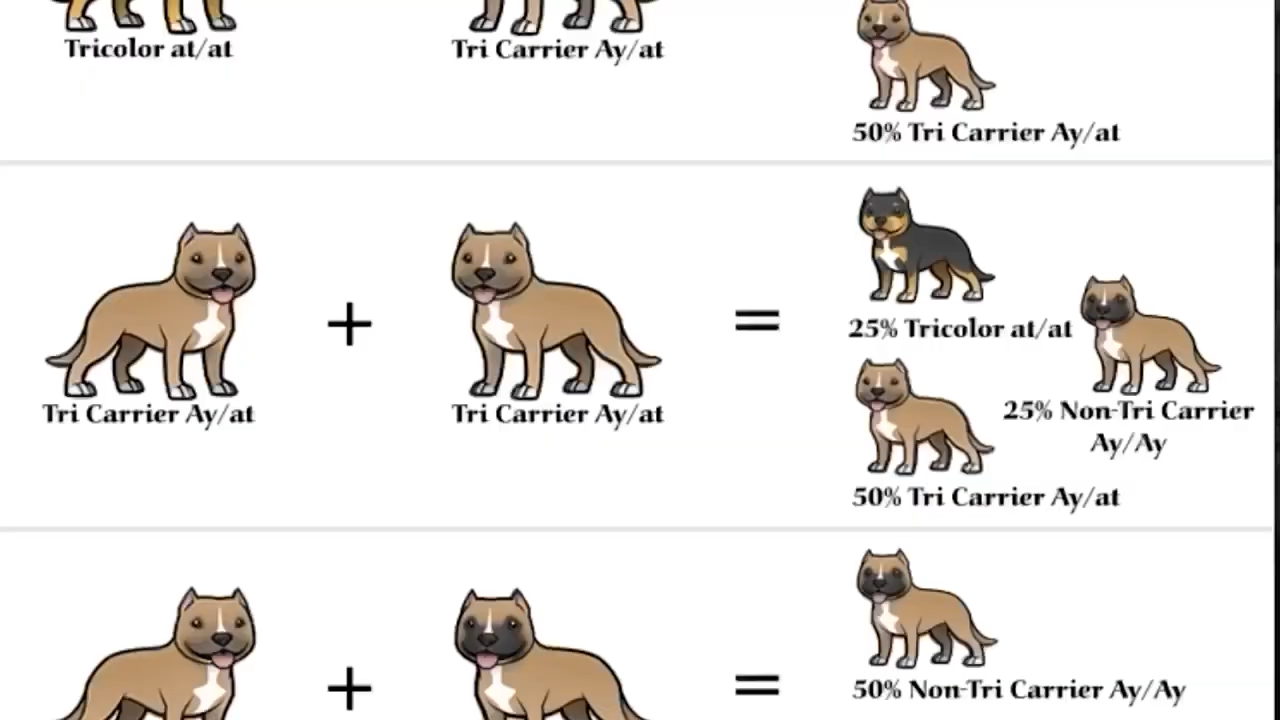 Tricolor at/at
Tri Carrier Ay/at
50% Tri Carrier Ay/at
+
=
Tri Carrier Ay/at
Tri Carrier Ay/at
25% Tricolor at/at
25% Non-Tri Carrier
Ay/Ay
50% Tri Carrier Ay/at
+
=
50% Non-Tri Carrier Ay/Ay